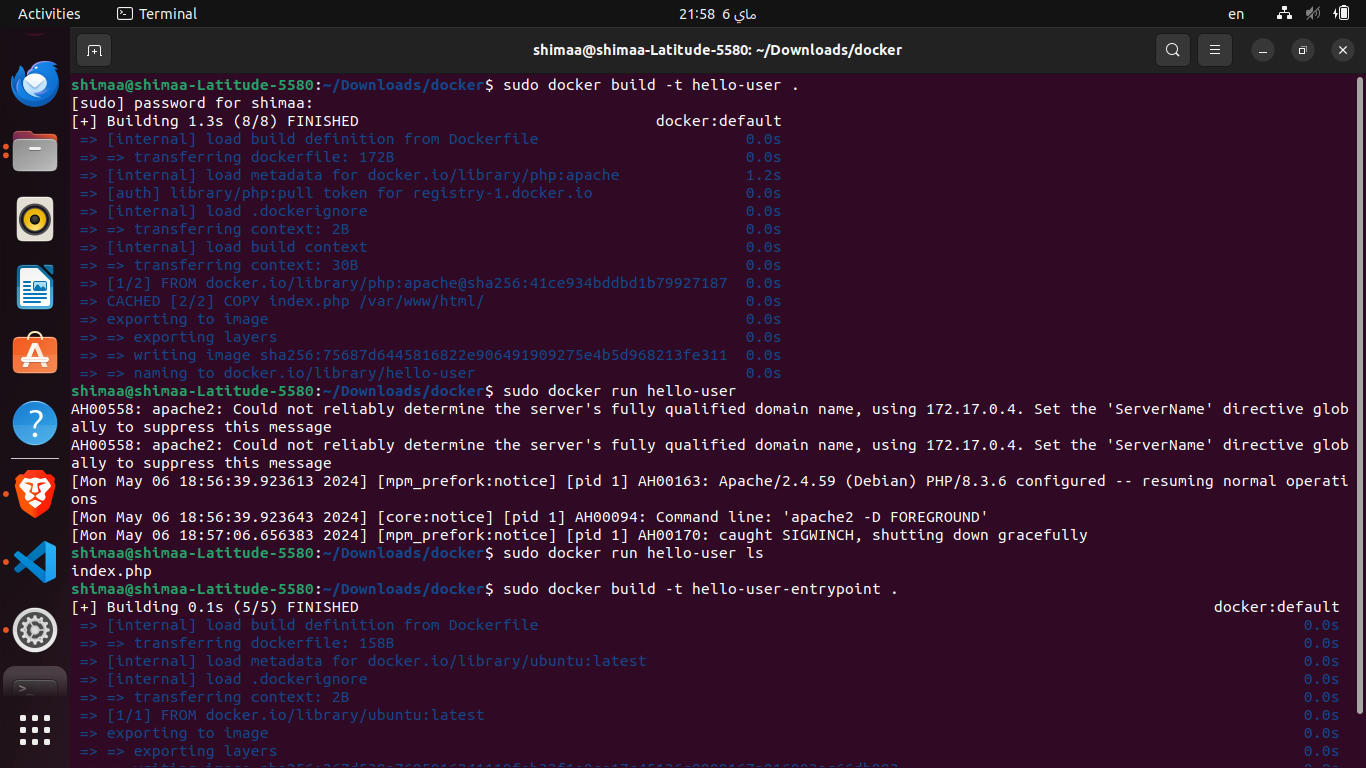 Activities
Terminal
21:58 6 ماي
en
shimaa@shimaa-Latitude-5580: ~/Downloads/docker
shimaa@shimaa-Latitude-5580:~/Downloads/docker$ sudo docker build -t hello-user .
[sudo] password for shimaa:
[+] Building 1.3s (8/8) FINISHED docker:default
=> [internal] load build definition from Dockerfile 0.0s
=> => transferring dockerfile: 172B 0.0s
=> [internal] load metadata for docker.io/library/php:apache 1.2s
=> [auth] library/php:pull token for registry-1.docker.io 0.0s
=> [internal] load .dockerignore 0.0s
=> => transferring context: 2B 0.0s
=> [internal] load build context 0.0s
=> => transferring context: 30B 0.0s
=> [1/2] FROM docker.io/library/php:apache@sha256:41ce934bddbd1b79927187 0.0s
=> CACHED [2/2] COPY index.php /var/www/html/ 0.0s
=> exporting to image 0.0s
=> => exporting layers 0.0s
=> => writing image sha256:75687d6445816822e906491909275e4b5d968213fe311 0.0s
=> => naming to docker.io/library/hello-user 0.0s
shimaa@shimaa-Latitude-5580:~/Downloads/docker$ sudo docker run hello-user
AH00558: apache2: Could not reliably determine the server's fully qualified domain name, using 172.17.0.4. Set the 'ServerName' directive glob
ally to suppress this message
AH00558: apache2: Could not reliably determine the server's fully qualified domain name, using 172.17.0.4. Set the 'ServerName' directive glob
ally to suppress this message
[Mon May 06 18:56:39.923613 2024] [mpm_prefork:notice] [pid 1] AH00163: Apache/2.4.59 (Debian) PHP/8.3.6 configured -- resuming normal operati
ons
[Mon May 06 18:56:39.923643 2024] [core:notice] [pid 1] AH00094: Command line: 'apache2 -D FOREGROUND'
[Mon May 06 18:57:06.656383 2024] [mpm_prefork:notice] [pid 1] AH00170: caught SIGWINCH, shutting down gracefully
shimaa@shimaa-Latitude-5580:~/Downloads/docker$ sudo docker run hello-user ls
index.php
shimaa@shimaa-Latitude-5580:~/Downloads/docker$ sudo docker build -t hello-user-entrypoint .
[+] Building 0.1s (5/5) FINISHED docker:default
=> [internal] load build definition from Dockerfile 0.0s
=> => transferring dockerfile: 158B 0.0s
=> [internal] load metadata for docker.io/library/ubuntu:latest 0.0s
=> [internal] load .dockerignore 0.0s
=> => transferring context: 2B 0.0s
=> [1/1] FROM docker.io/library/ubuntu:latest 0.0s
=> exporting to image 0.0s
=> => exporting layers 0.0s